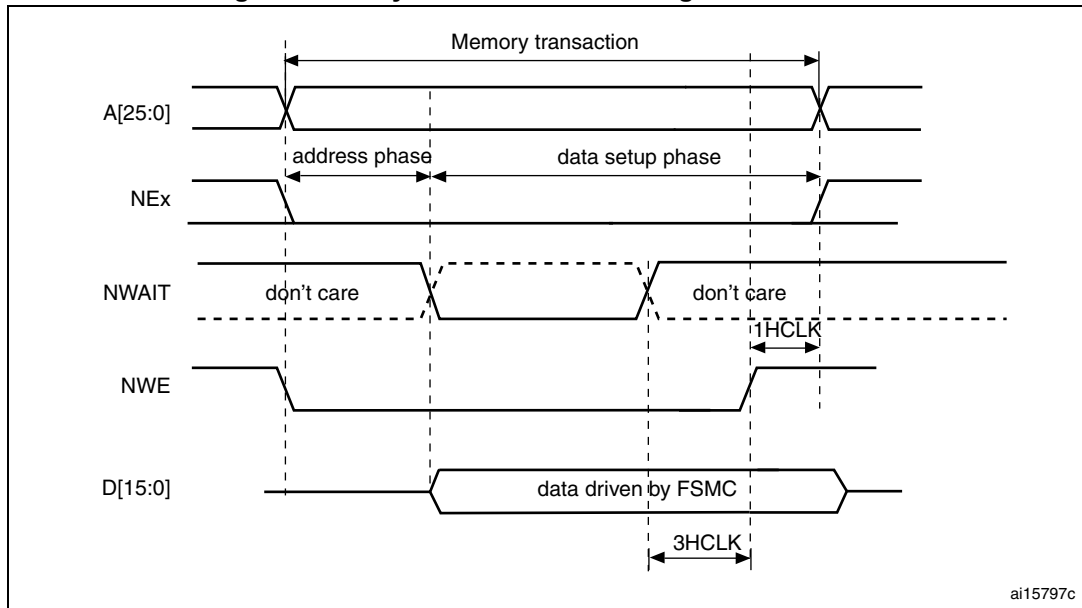 Memory transaction
A[25:0]
address phase
data setup phase
NEx
NWAIT
don't care
don't care
1HCLK
NWE
D[15:0]
data driven by FSMC
3HCLK
ai15797c